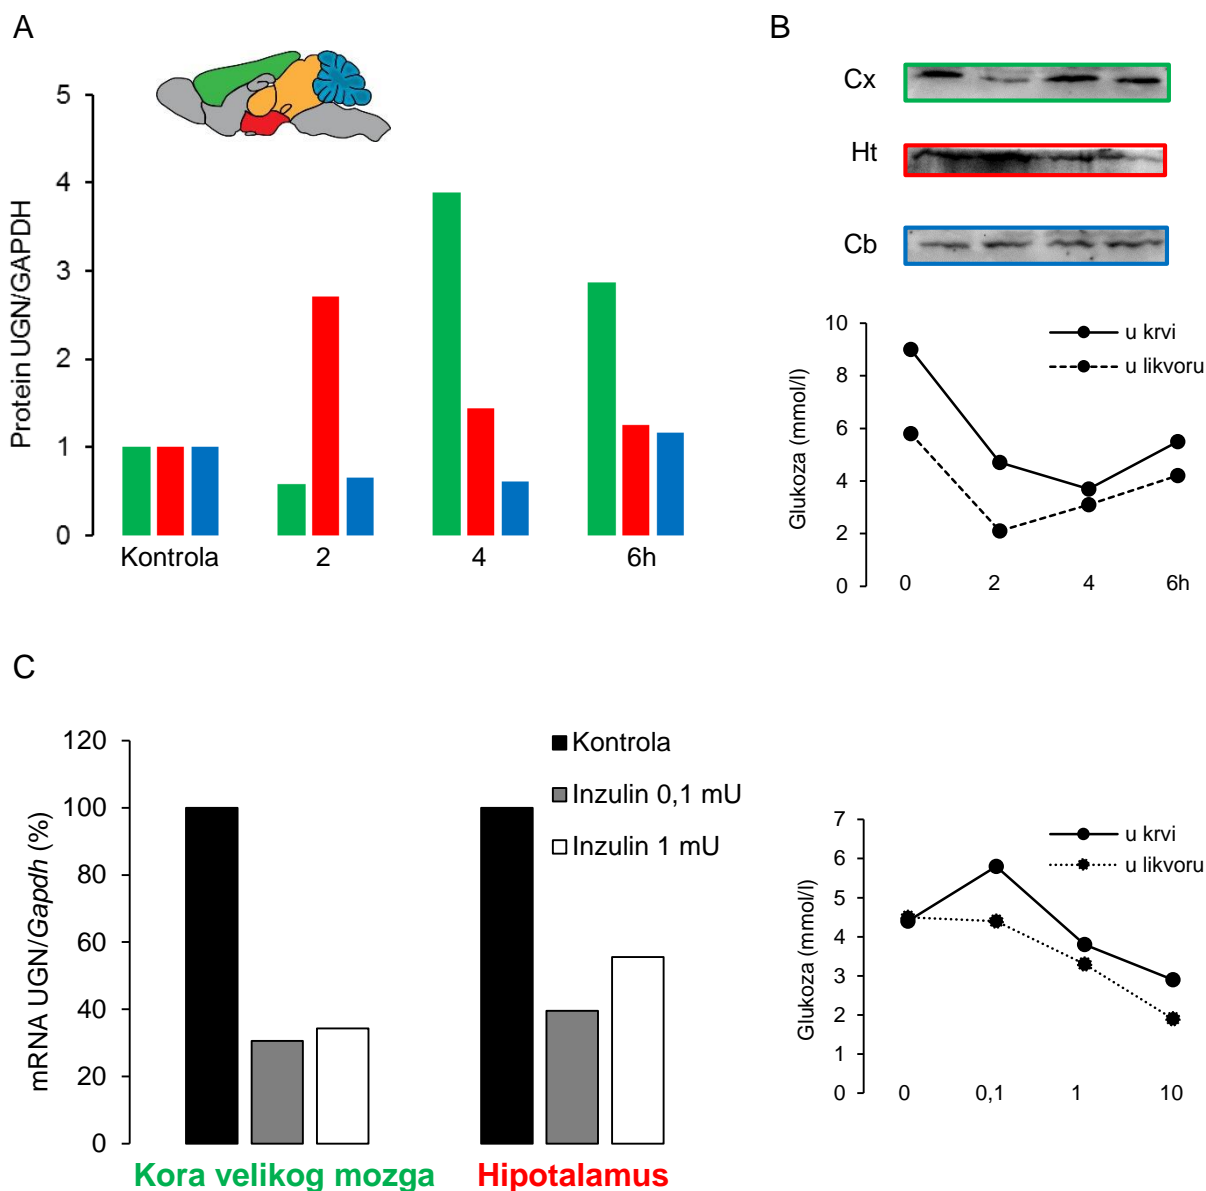 A
5
4
3
2
1
0
Protein UGN/GAPDH
Kontrola 2 4 6h
B
Cx
Ht
Cb
10
8
6
4
2
0
Glukoza (mmol/l)
u krvi
u likvoru
0 2 4 6h
C
120
100
80
60
40
20
0
mRNA UGN/Gapdh (%)
Kontrola
Inzulin 0,1 mU
Inzulin 1 mU
Kora velikog mozga Hipotalamus
7
6
5
4
3
2
1
0
Glukoza (mmol/l)
u krvi
u likvoru
0 0,1 1 10